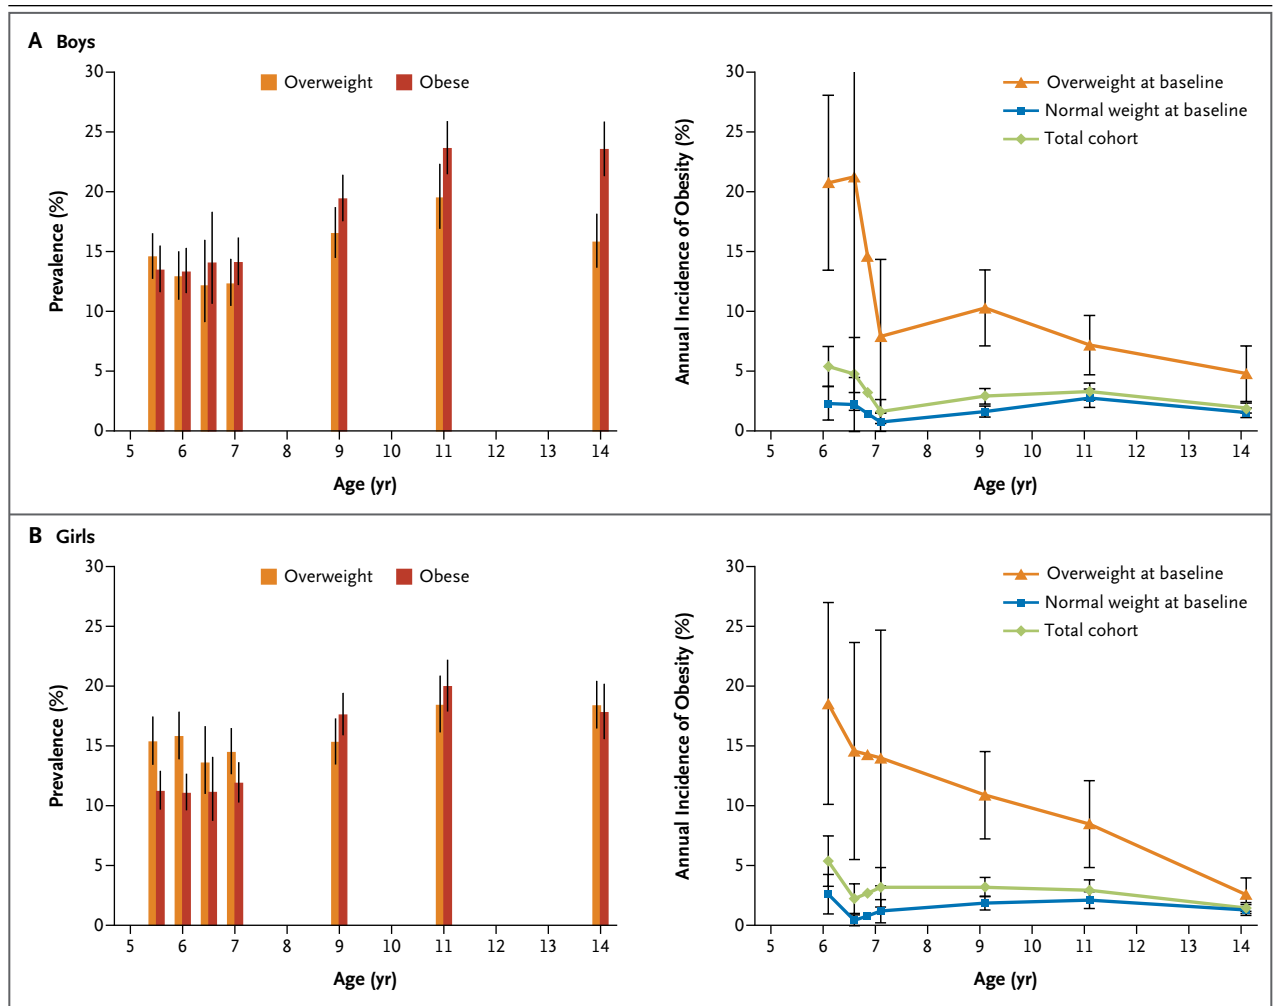 A Boys
30
25
20
15
10
5
0
Prevalence (%)
Overweight
Obese
5 6 7 8 9 10 11 12 13 14
Age (yr)
30
25
20
15
10
5
0
Annual Incidence of Obesity (%)
Overweight at baseline
Normal weight at baseline
Total cohort
5 6 7 8 9 10 11 12 13 14
Age (yr)
B Girls
30
25
20
15
10
5
0
Prevalence (%)
Overweight
Obese
5 6 7 8 9 10 11 12 13 14
Age (yr)
30
25
20
15
10
5
0
Annual Incidence of Obesity (%)
Overweight at baseline
Normal weight at baseline
Total cohort
5 6 7 8 9 10 11 12 13 14
Age (yr)